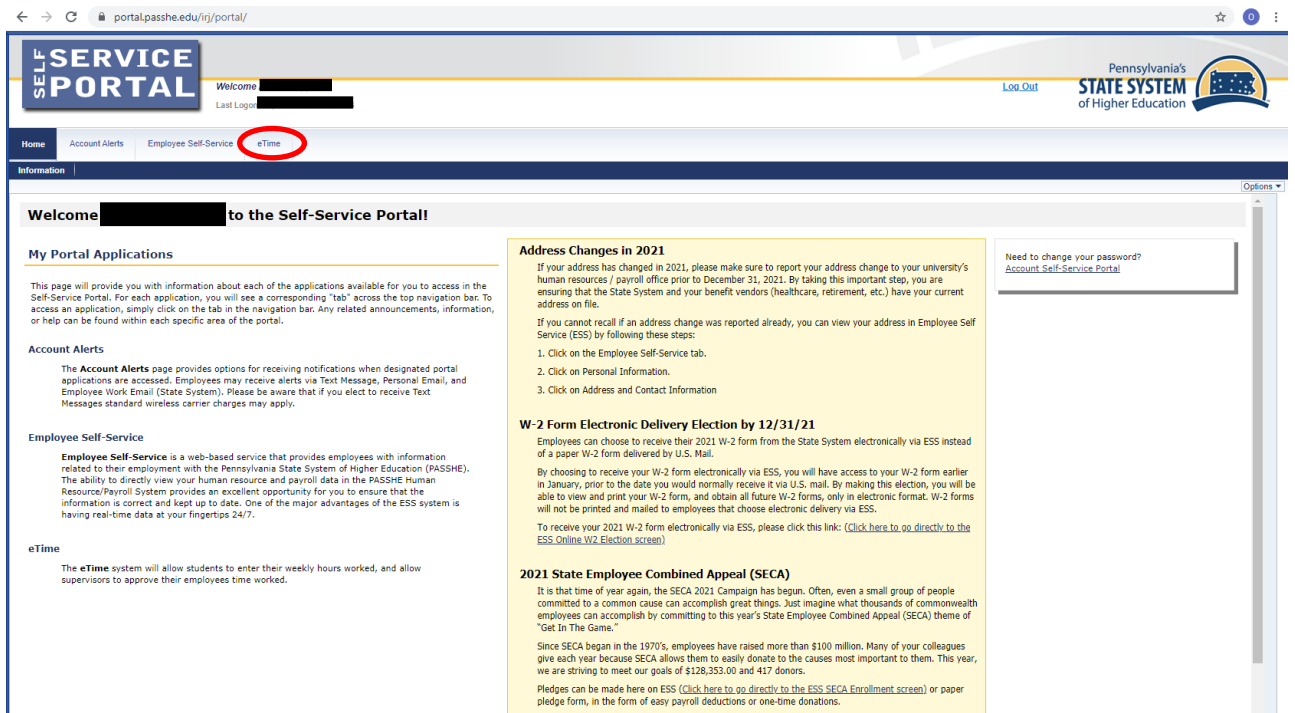 portal.passhe.edu/irj/portal/
O
SELF
SERVICE
PORTAL
Welcome
Last Logon
Log Out
Pennsylvania's
STATE SYSTEM
of Higher Education
Home
Account Alerts
Employee Self-Service
eTime
Information
Options
Welcome to the Self-Service Portal!
My Portal Applications
This page will provide you with information about each of the applications available for you to access in the
Self-Service Portal. For each application, you will see a corresponding "tab" across the top navigation bar. To
access an application, simply click on the tab in the navigation bar. Any related announcements, information,
or help can be found within each specific area of the portal.
Account Alerts
The Account Alerts page provides options for receiving notifications when designated portal
applications are accessed. Employees may receive alerts via Text Message, Personal Email, and
Employee Work Email (State System). Please be aware that if you elect to receive Text
Messages standard wireless carrier charges may apply.
Employee Self-Service
Employee Self-Service is a web-based service that provides employees with information
related to their employment with the Pennsylvania State System of Higher Education (PASSHE).
The ability to directly view your human resource and payroll data in the PASSHE Human
Resource/Payroll System provides an excellent opportunity for you to ensure that the
information is correct and kept up to date. One of the major advantages of the ESS system is
having real-time data at your fingertips 24/7.
eTime
The eTime system will allow students to enter their weekly hours worked, and allow
supervisors to approve their employees time worked.
Address Changes in 2021
If your address has changed in 2021, please make sure to report your address change to your university's
human resources / payroll office prior to December 31, 2021. By taking this important step, you are
ensuring that the State System and your benefit vendors (healthcare, retirement, etc.) have your current
address on file.
If you cannot recall if an address change was reported already, you can view your address in Employee Self
Service (ESS) by following these steps:
1. Click on the Employee Self-Service tab.
2. Click on Personal Information.
3. Click on Address and Contact Information
W-2 Form Electronic Delivery Election by 12/31/21
Employees can choose to receive their 2021 W-2 form from the State System electronically via ESS instead
of a paper W-2 form delivered by U.S. Mail.
By choosing to receive your W-2 form electronically via ESS, you will have access to your W-2 form earlier
in January, prior to the date you would normally receive it via U.S. mail. By making this election, you will be
able to view and print your W-2 form, and obtain all future W-2 forms, only in electronic format. W-2 forms
will not be printed and mailed to employees that choose electronic delivery via ESS.
To receive your 2021 W-2 form electronically via ESS, please click this link: (Click here to go directly to the
ESS Online W2 Election screen)
2021 State Employee Combined Appeal (SECA)
It is that time of year again, the SECA 2021 Campaign has begun. Often, even a small group of people
committed to a common cause can accomplish great things. Just imagine what thousands of commonwealth
employees can accomplish by committing to this year's State Employee Combined Appeal (SECA) theme of
"Get In The Game."
Since SECA began in the 1970's, employees have raised more than $100 million. Many of your colleagues
give each year because SECA allows them to easily donate to the causes most important to them. This year,
we are striving to meet our goals of $128,353.00 and 417 donors.
Pledges can be made here on ESS (Click here to go directly to the ESS SECA Enrollment screen) or paper
pledge form, in the form of easy payroll deductions or one-time donations.
Need to change your password?
Account Self-Service Portal